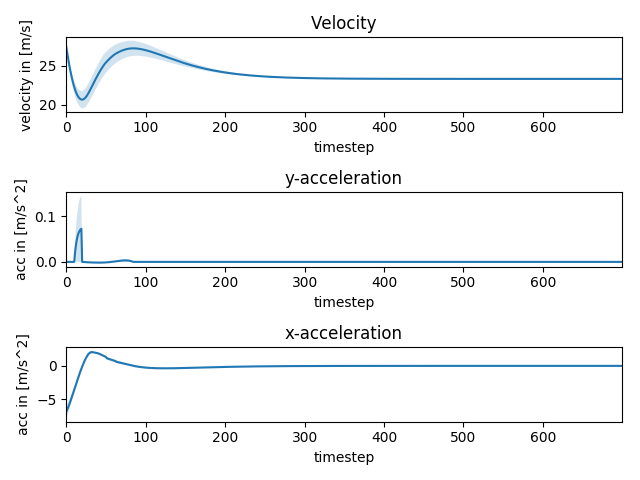 Velocity
velocity in [m/s]
25
20
0 100 200 300 400 500 600
timestep
y-acceleration
acc in [m/s^2]
0.1
0.0
0 100 200 300 400 500 600
timestep
x-acceleration
acc in [m/s^2]
0
−5
0 100 200 300 400 500 600
timestep